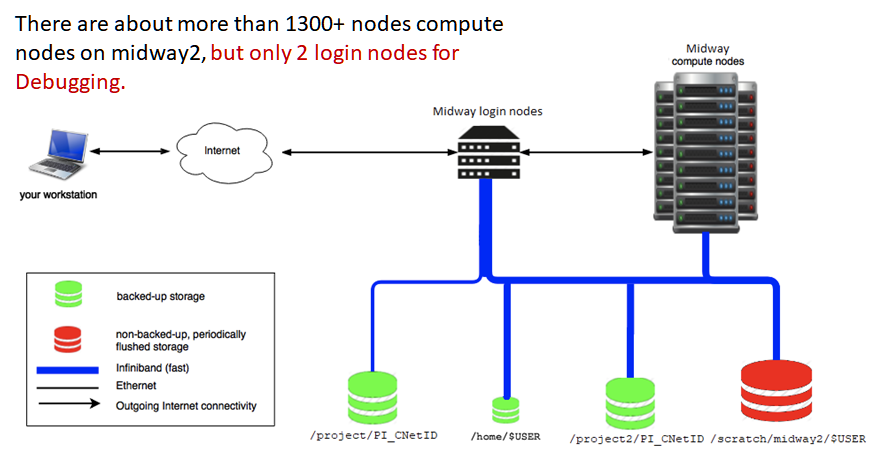 There are about more than 1300+ nodes compute
nodes on midway2, but only 2 login nodes for
Debugging.
Midway
compute nodes
Midway login nodes
Internet
your workstation
backed-up storage
non-backed-up, periodically
flushed storage
Infiniband (fast)
Ethernet
Outgoing Internet connectivity
/project/PI_CNetID
/home/$USER
/project2/PI_CNetID
/scratch/midway2/$USER